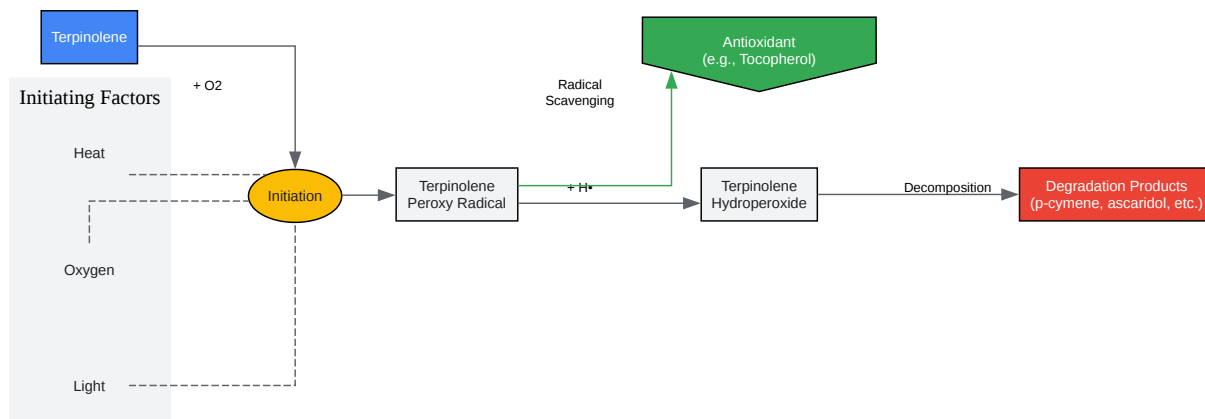 Terpinolene
Initiating Factors
+ O2
Heat
Oxygen
Light
Initiation
Terpinolene
Peroxy Radical
Radical
Scavenging
+ H•
Antioxidant
(e.g., Tocopherol)
Terpinolene
Hydroperoxide
Decomposition
Degradation Products
(p-cymene, ascaridol, etc.)